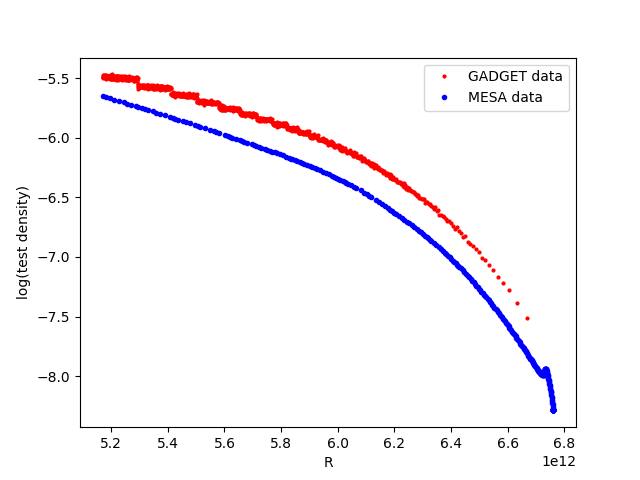 GADGET data
MESA data
log(test density)
−5.5
−6.0
−6.5
−7.0
−7.5
−8.0
5.2 5.4 5.6 5.8 6.0 6.2 6.4 6.6 6.8
1e12
R